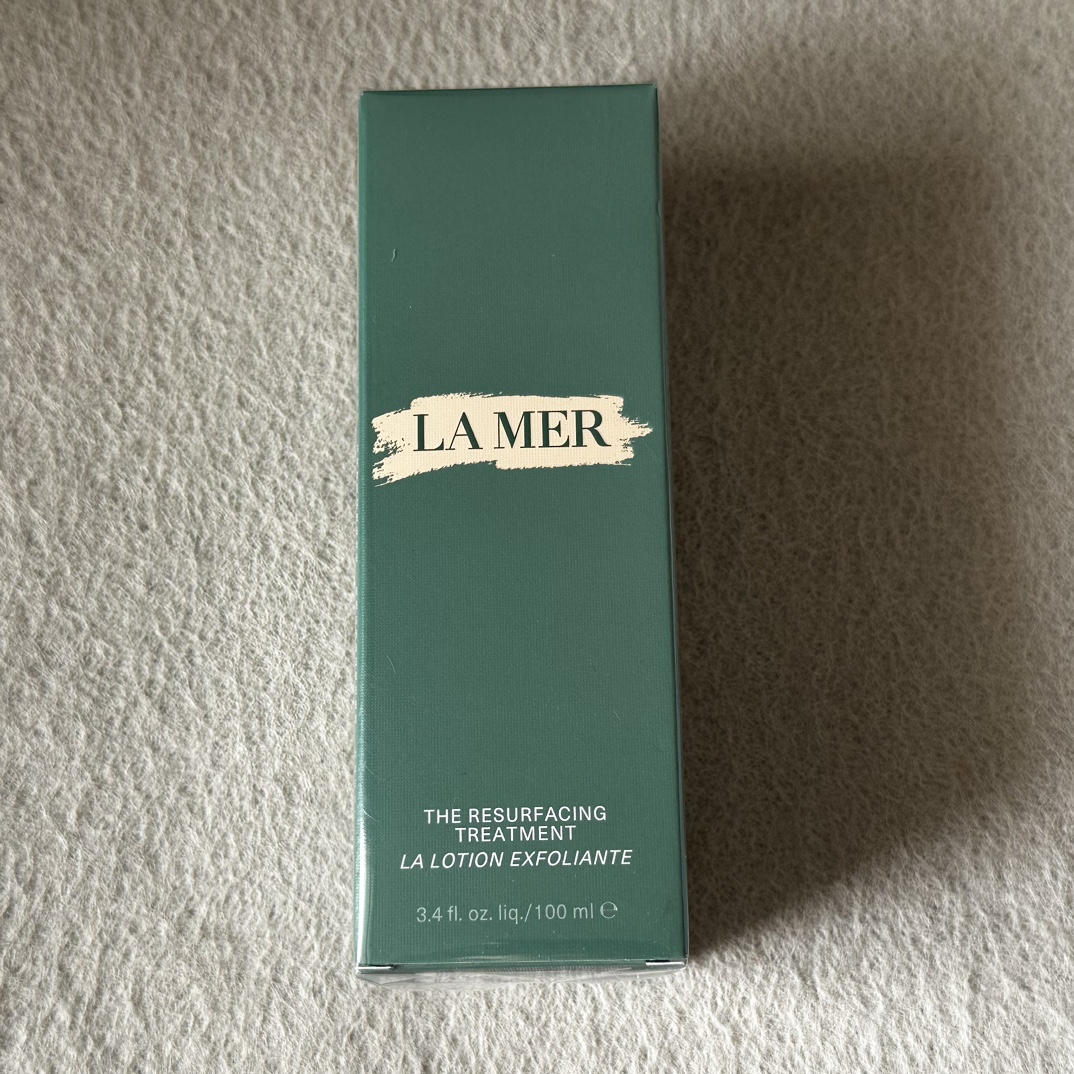 LA MER
THE RESURFACING
TREATMENT
LA LOTION EXFOLIANTE
3.4 fl. oz. liq./100 ml ℮